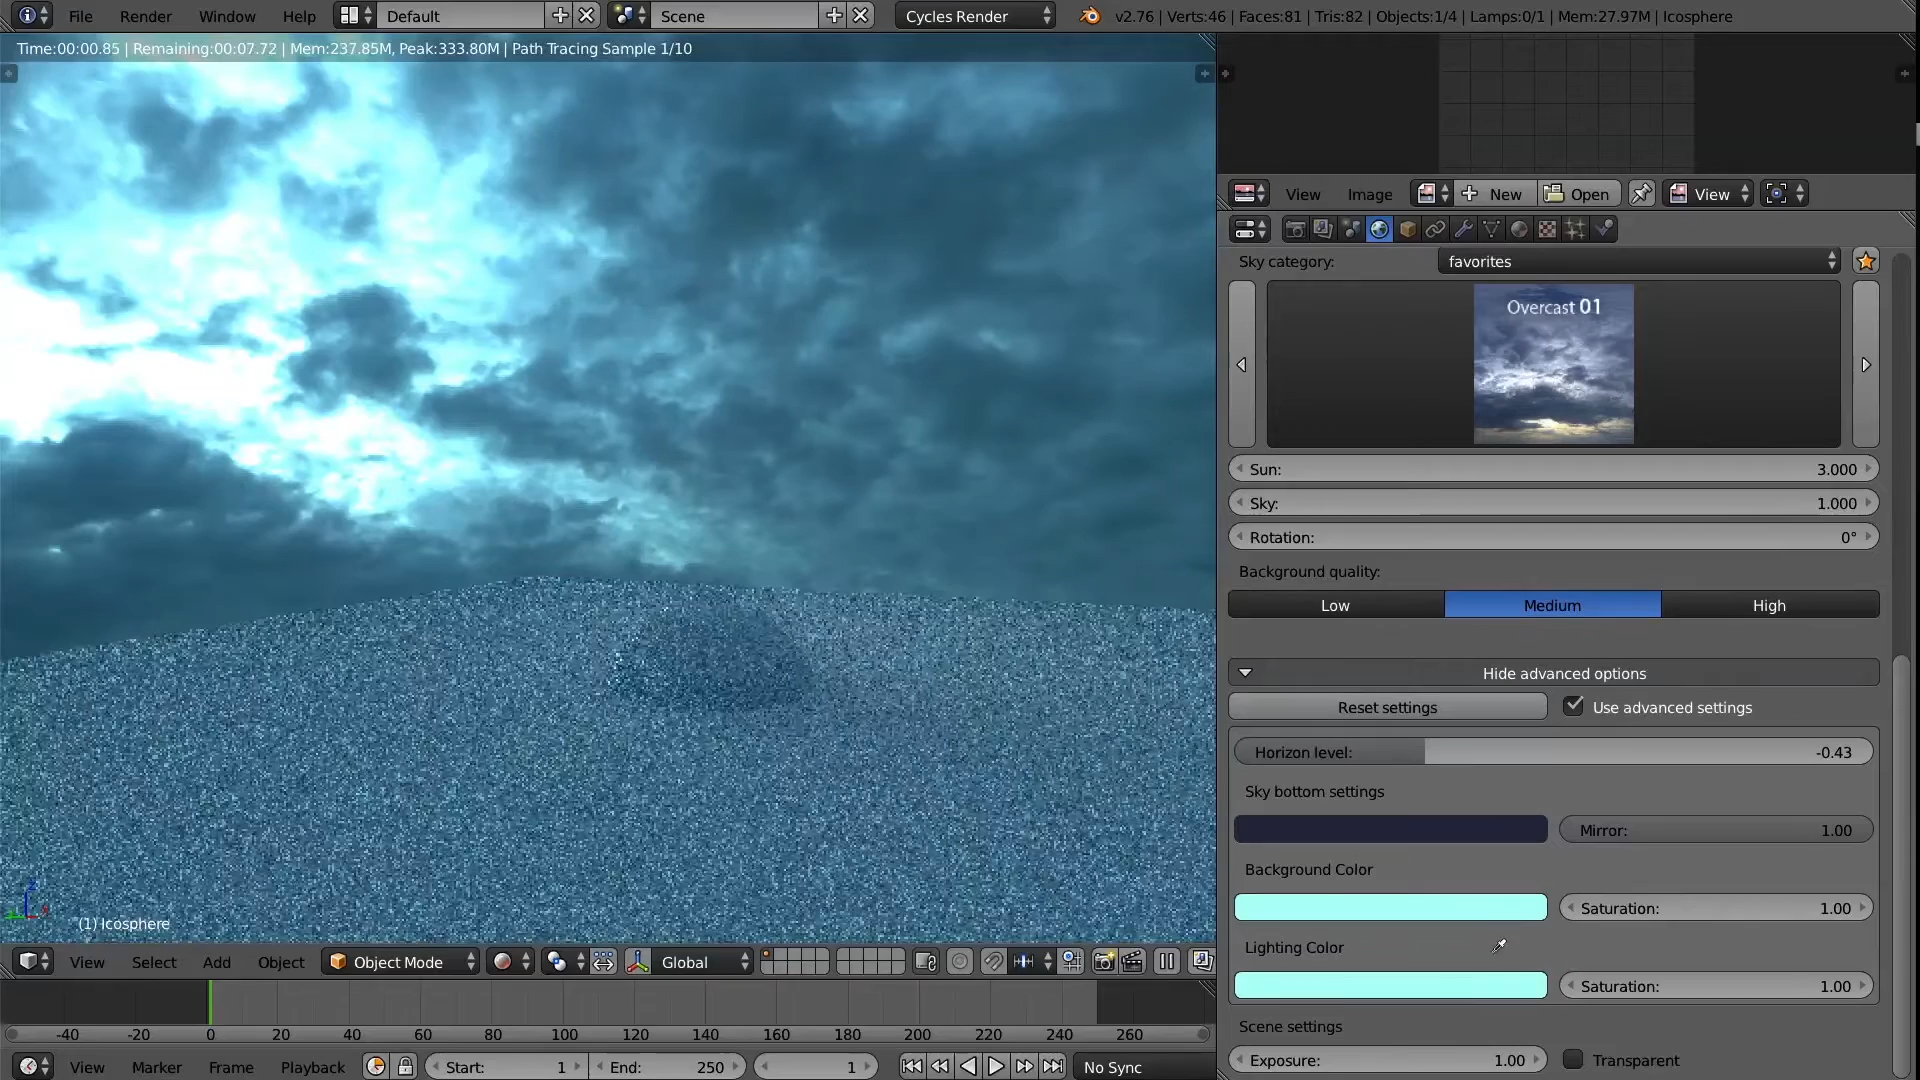 File Render Window Help Default Scene Cycles Render v2.76 | Verts:46 | Faces:81 | Tris:82 | Objects:1/4 | Lamps:0/1 | Mem:27.97M | Icosphere
Time:00:00.85 | Remaining:00:07.72 | Mem:237.85M, Peak:333.80M | Path Tracing Sample 1/10
View Image New Open View
Sky category: favorites
Overcast 01
Sun: 3.000
Sky: 1.000
Rotation: 0°
Background quality:
Low Medium High
Hide advanced options
Reset settings Use advanced settings
Horizon level: -0.43
Sky bottom settings
Mirror: 1.00
Background Color
Saturation: 1.00
Lighting Color
Saturation: 1.00
Scene settings
Exposure: 1.00 Transparent
z
x
(1) Icosphere
View Select Add Object Object Mode Global
-40 -20 0 20 40 60 80 100 120 140 160 180 200 220 240 260
View Marker Frame Playback Start: 1 End: 250 1 No Sync